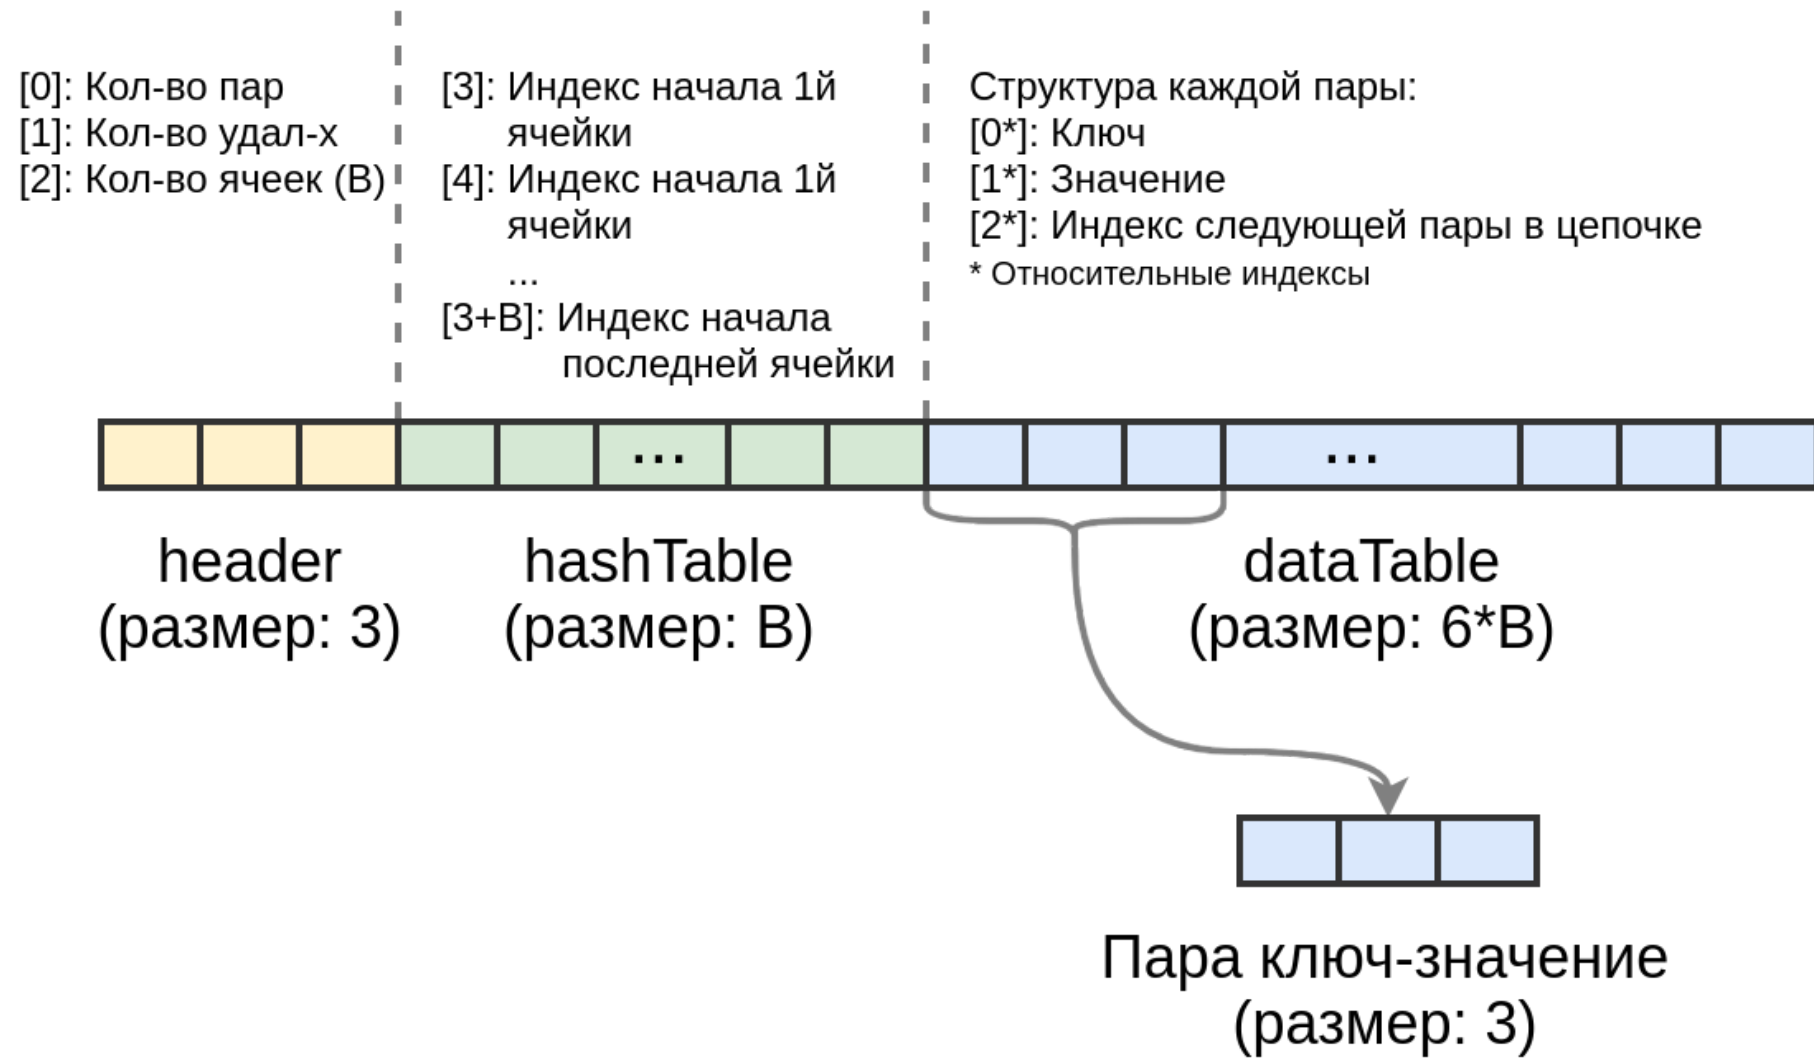 [0]: Кол-во пар
[1]: Кол-во удал-х
[2]: Кол-во ячеек (B)
[3]: Индекс начала 1й
ячейки
[4]: Индекс начала 1й
ячейки
...
[3+B]: Индекс начала
последней ячейки
Структура каждой пары:
[0*]: Ключ
[1*]: Значение
[2*]: Индекс следующей пары в цепочке
* Относительные индексы
...
...
header
(размер: 3)
hashTable
(размер: B)
dataTable
(размер: 6*B)
Пара ключ-значение
(размер: 3)